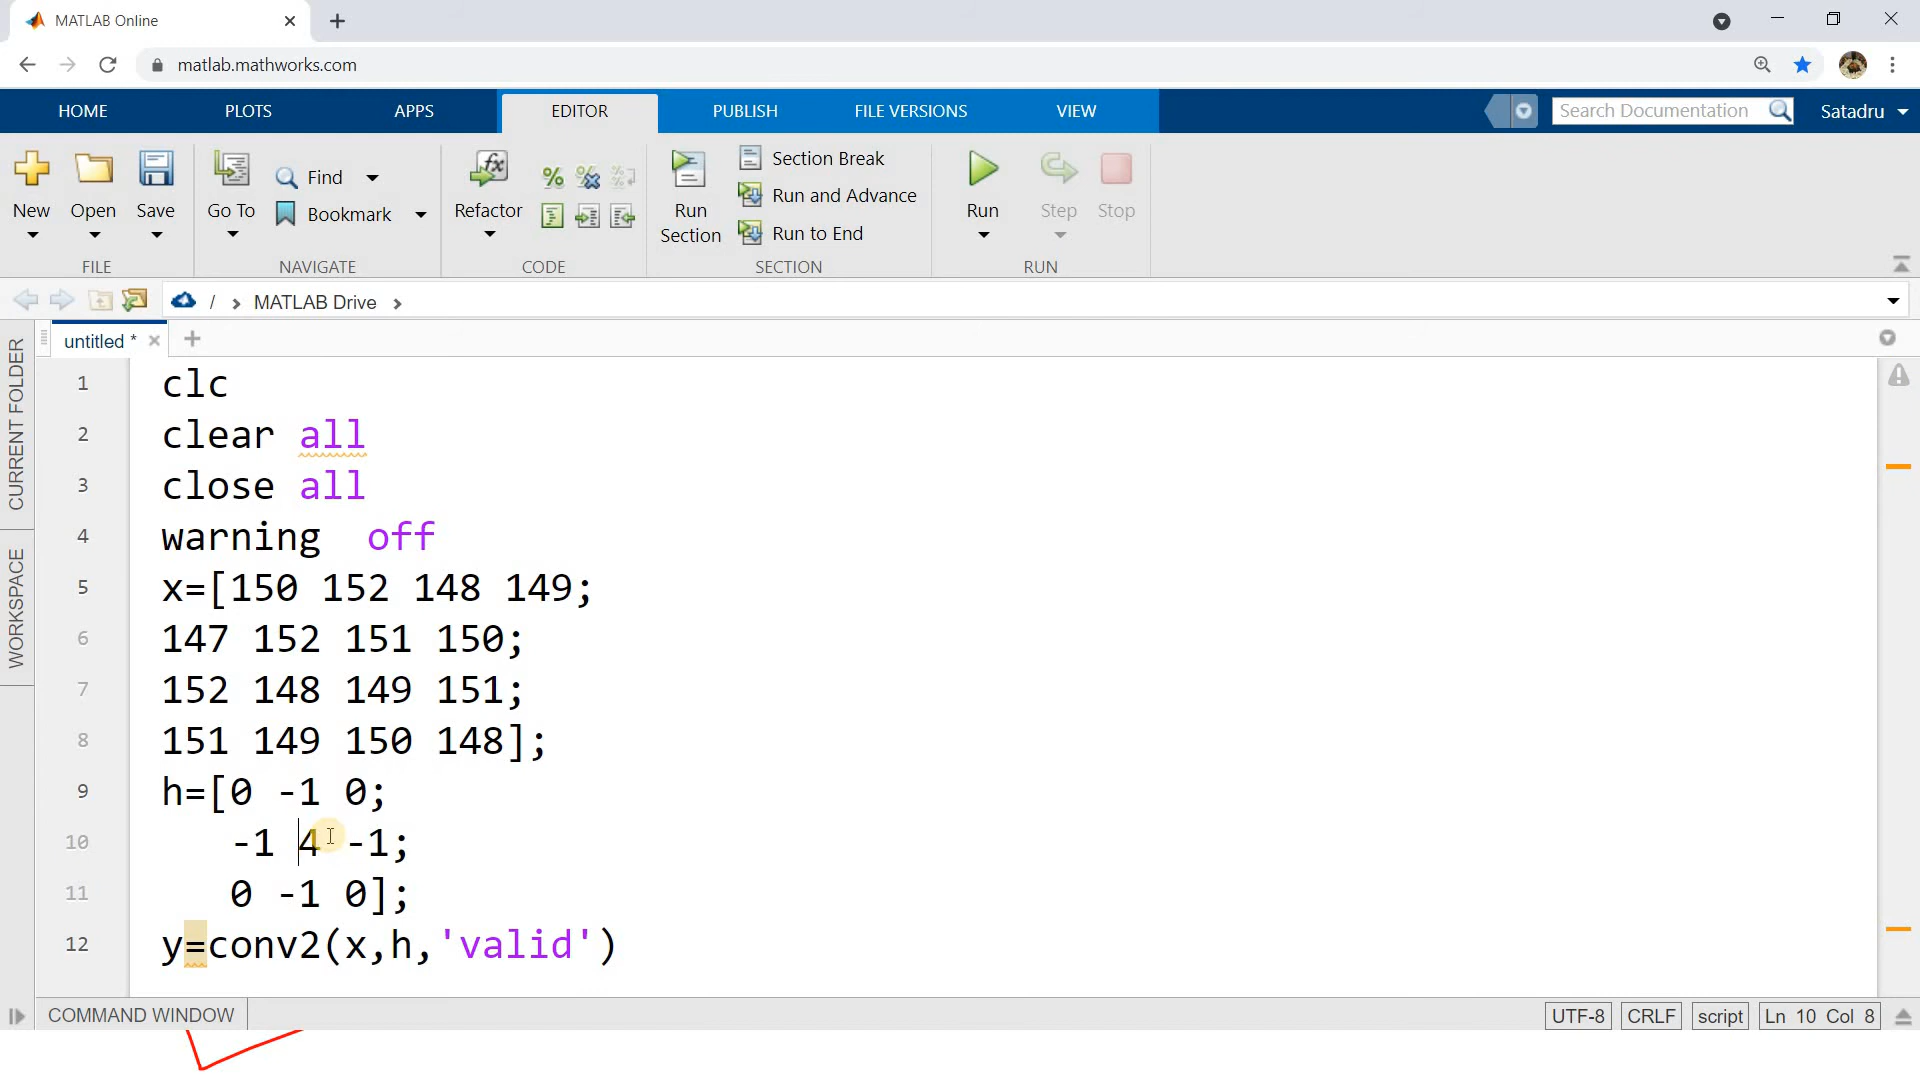 MATLAB Online
matlab.mathworks.com
HOME PLOTS APPS EDITOR PUBLISH FILE VERSIONS VIEW Search Documentation Satadru
New Open Save Go To Find Bookmark Refactor Run Section Section Break Run and Advance Run to End Run Step Stop
FILE NAVIGATE CODE SECTION RUN
/ › MATLAB Drive ›
untitled *
CURRENT FOLDER
WORKSPACE
1 clc
2 clear all
3 close all
4 warning  off
5 x=[150 152 148 149;
6 147 152 151 150;
7 152 148 149 151;
8 151 149 150 148];
9 h=[0 -1 0;
10    -1 4 -1;
11    0 -1 0];
12 y=conv2(x,h,'valid')
COMMAND WINDOW UTF-8 CRLF script Ln 10 Col 8